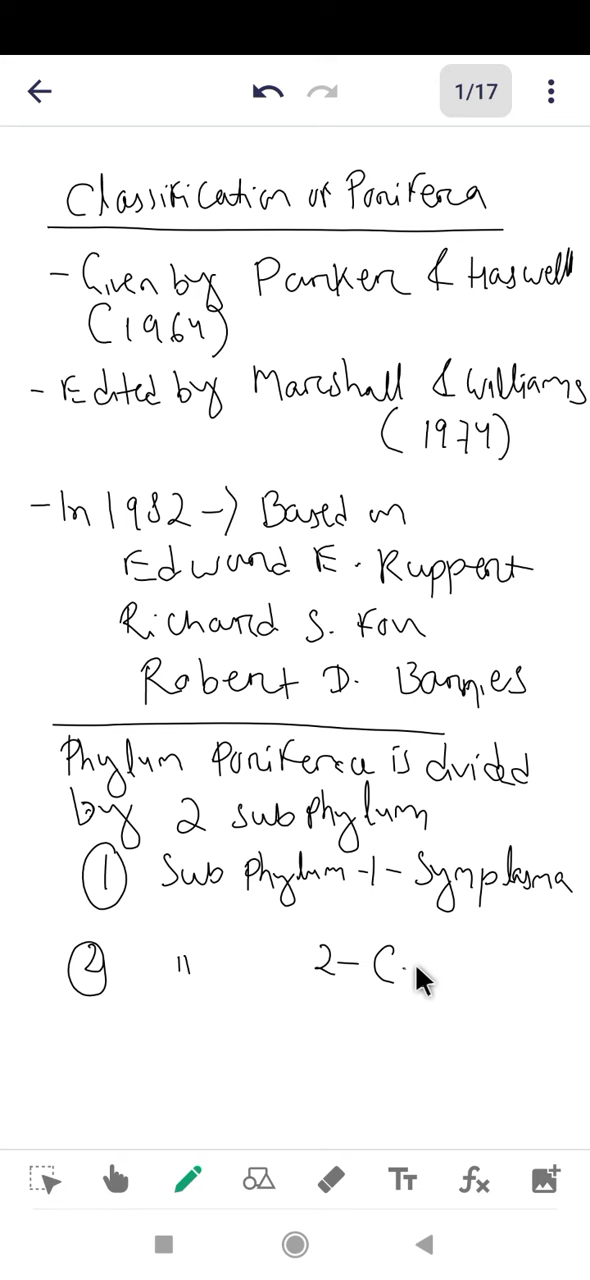 1/17
Classification of Porifera
- Given by Parker & Haswell
(1964)
- Edited by Marshall & Williams
(1974)
- In 1982 -> Based on
Edward E. Ruppert
Richard S. Fox
Robert D. Barnes
Phylum Porifera is divided
by 2 subphylum
① Sub Phylum -1- Symplasma
② " 2- C
TT fx